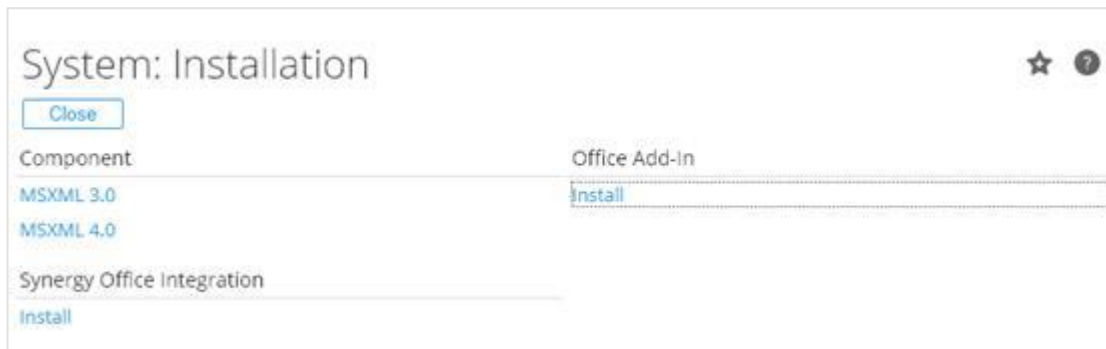 System: Installation
Close
Component
MSXML 3.0
MSXML 4.0
Synergy Office Integration
Install
Office Add-In
Install